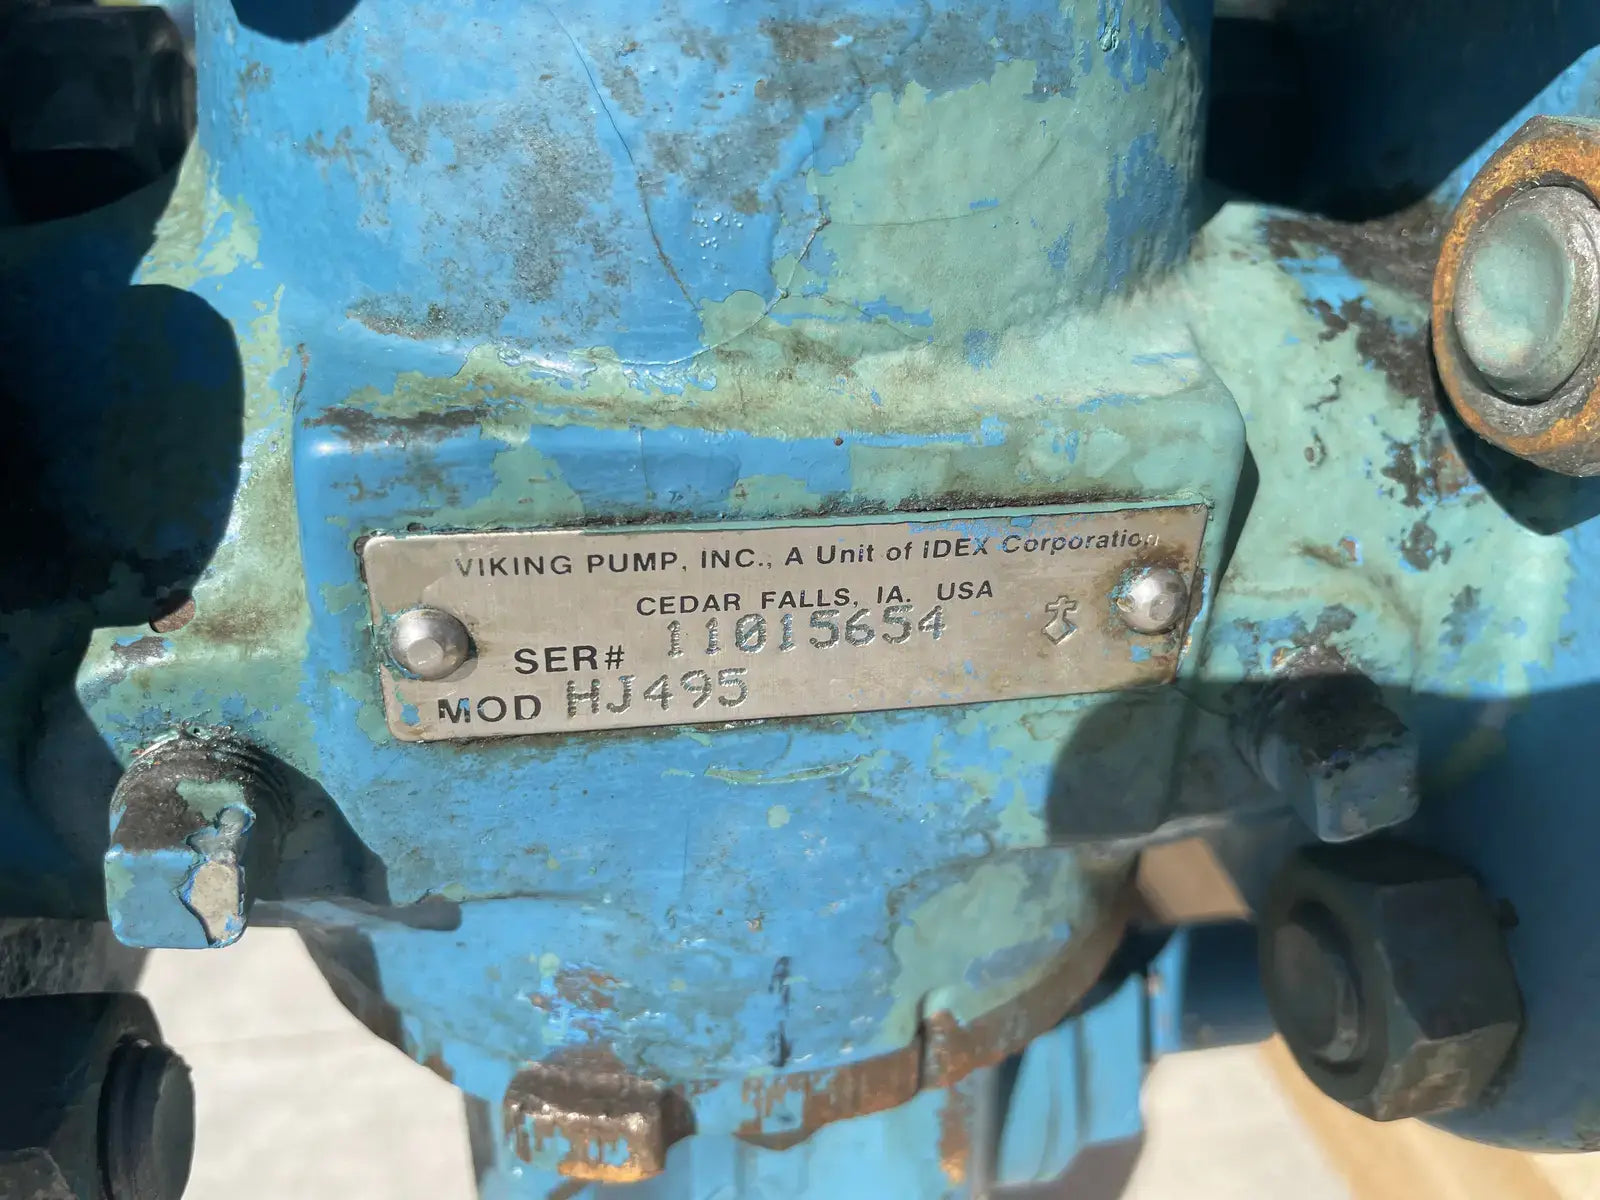 VIKING PUMP, INC., A Unit of IDEX Corporation
CEDAR FALLS, IA. USA
SER# 11015654
MOD HJ495